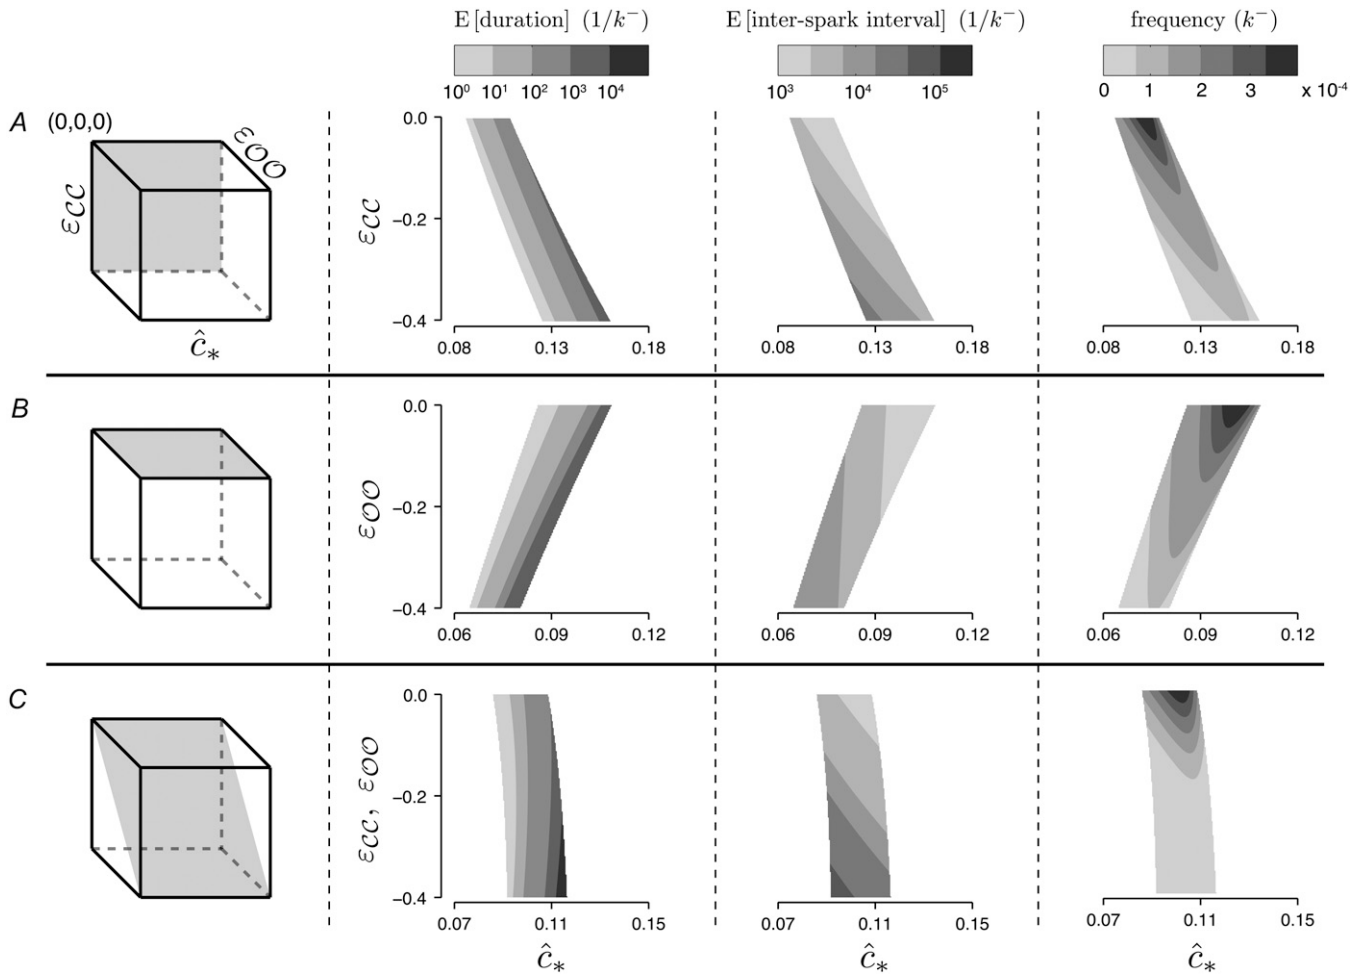 E [duration] (1/k⁻) E [inter-spark interval] (1/k⁻) frequency (k⁻)
10⁰ 10¹ 10² 10³ 10⁴ 10³ 10⁴ 10⁵ 0 1 2 3 x 10⁻⁴
A (0,0,0) ε𝒪𝒪 ε𝒞𝒞 ĉ*
ε𝒞𝒞 0.0 −0.2 −0.4
0.08 0.13 0.18 0.08 0.13 0.18 0.08 0.13 0.18
B
ε𝒪𝒪 0.0 −0.2 −0.4
0.06 0.09 0.12 0.06 0.09 0.12 0.06 0.09 0.12
C
ε𝒞𝒞, ε𝒪𝒪 0.0 −0.2 −0.4
0.07 0.11 0.15 0.07 0.11 0.15 0.07 0.11 0.15
ĉ* ĉ* ĉ*